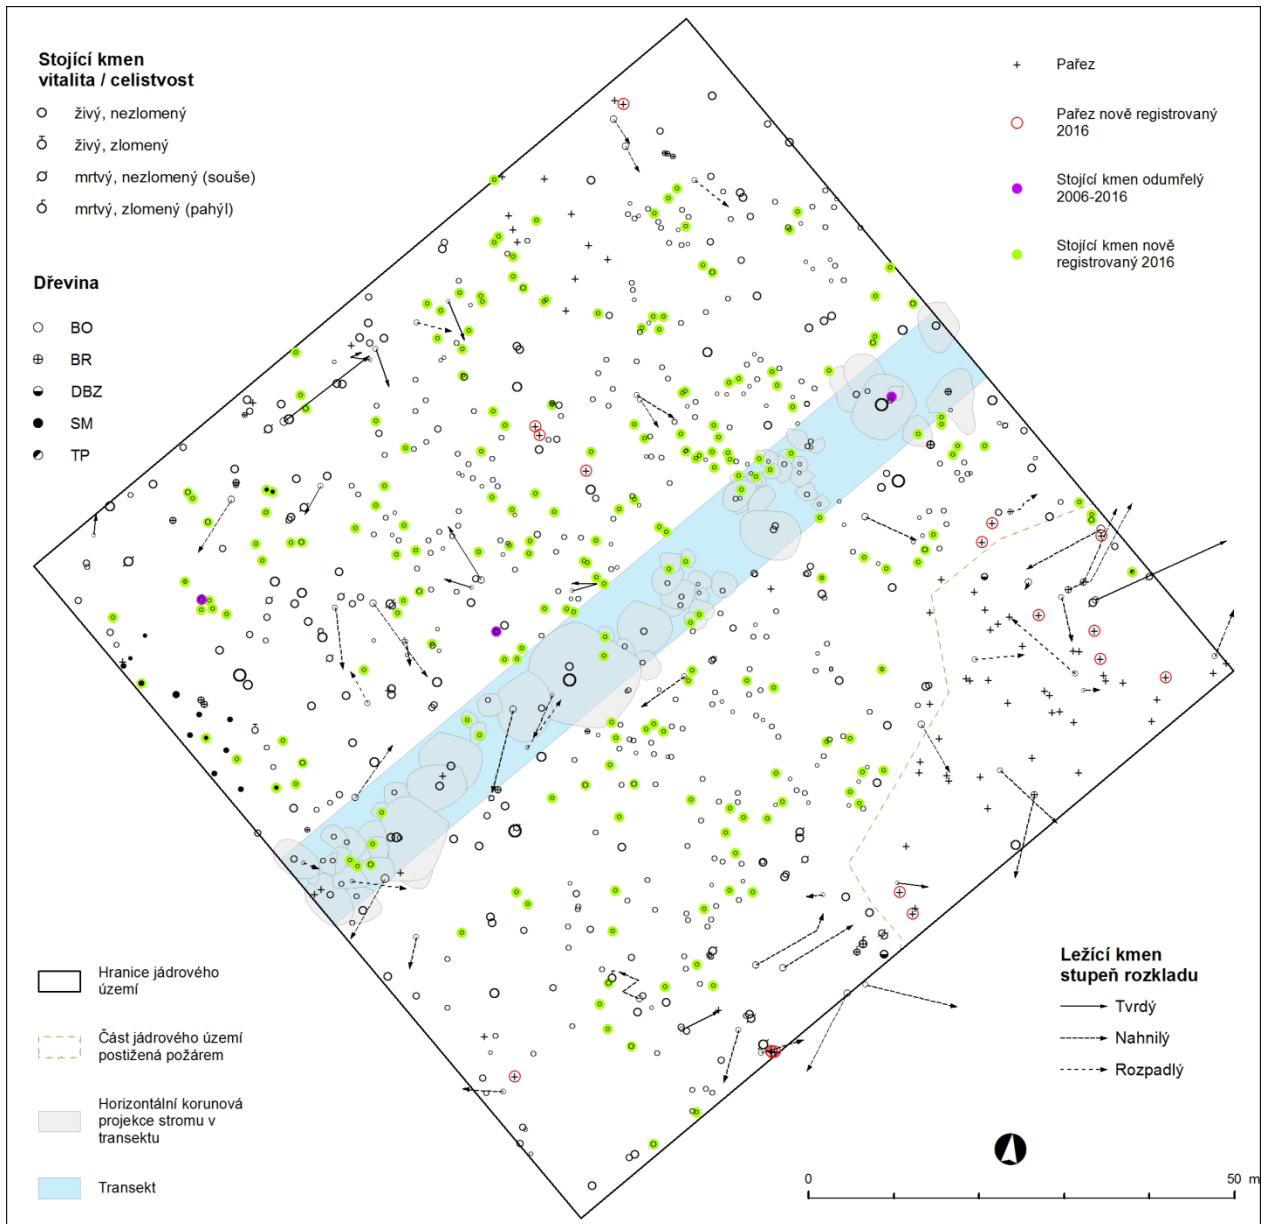 Stojící kmen
vitalita / celistvost
živý, nezlomený
živý, zlomený
mrtvý, nezlomený (souše)
mrtvý, zlomený (pahýl)
Dřevina
BO
BR
DBZ
SM
TP
Pařez
Pařez nově registrovaný
2016
Stojící kmen odumřelý
2006-2016
Stojící kmen nově
registrovaný 2016
Hranice jádrového
území
Část jádrového území
postižená požárem
Horizontální korunová
projekce stromu v
transektu
Transekt
Ležící kmen
stupeň rozkladu
Tvrdý
Nahnilý
Rozpadlý
0 50 m